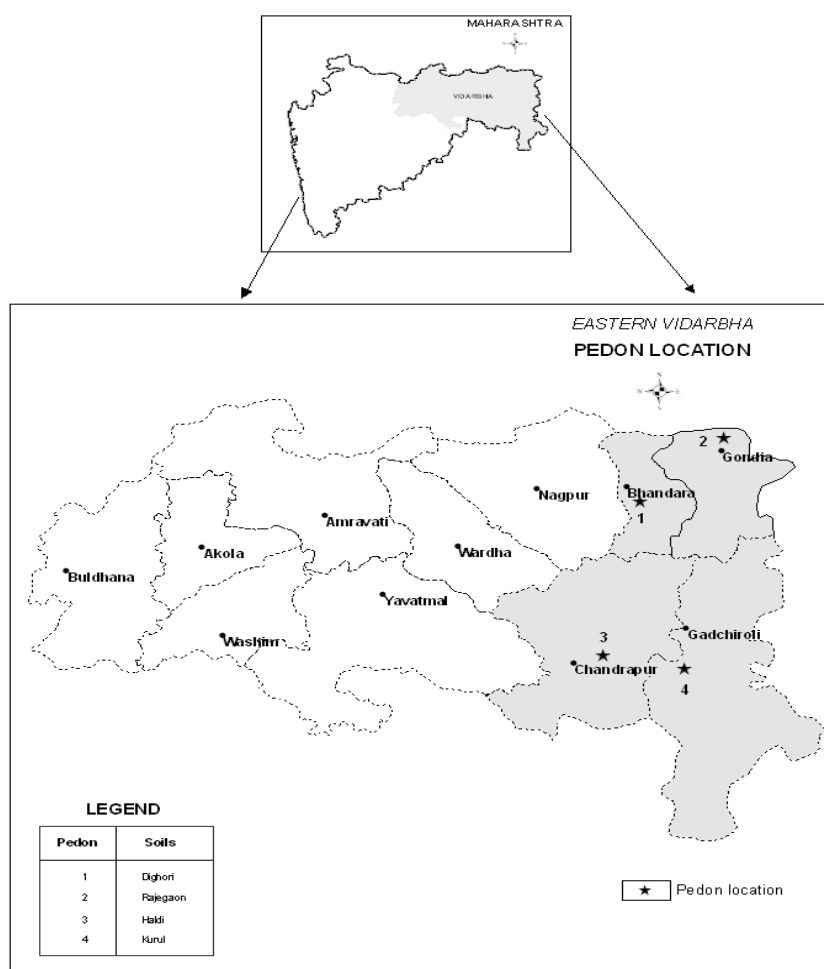 MAHARASHTRA
VIDARBHA
EASTERN VIDARBHA
PEDON LOCATION
N
W E
S
2
Gondia
Nagpur
Bhandara
1
Amravati
Akola
Wardha
Buldhana
Yavatmal
Washim
3
Gadchiroli
Chandrapur
4
LEGEND
Pedon Soils
1 Dighori
2 Rajegaon
3 Haldi
4 Kurul
★ Pedon location